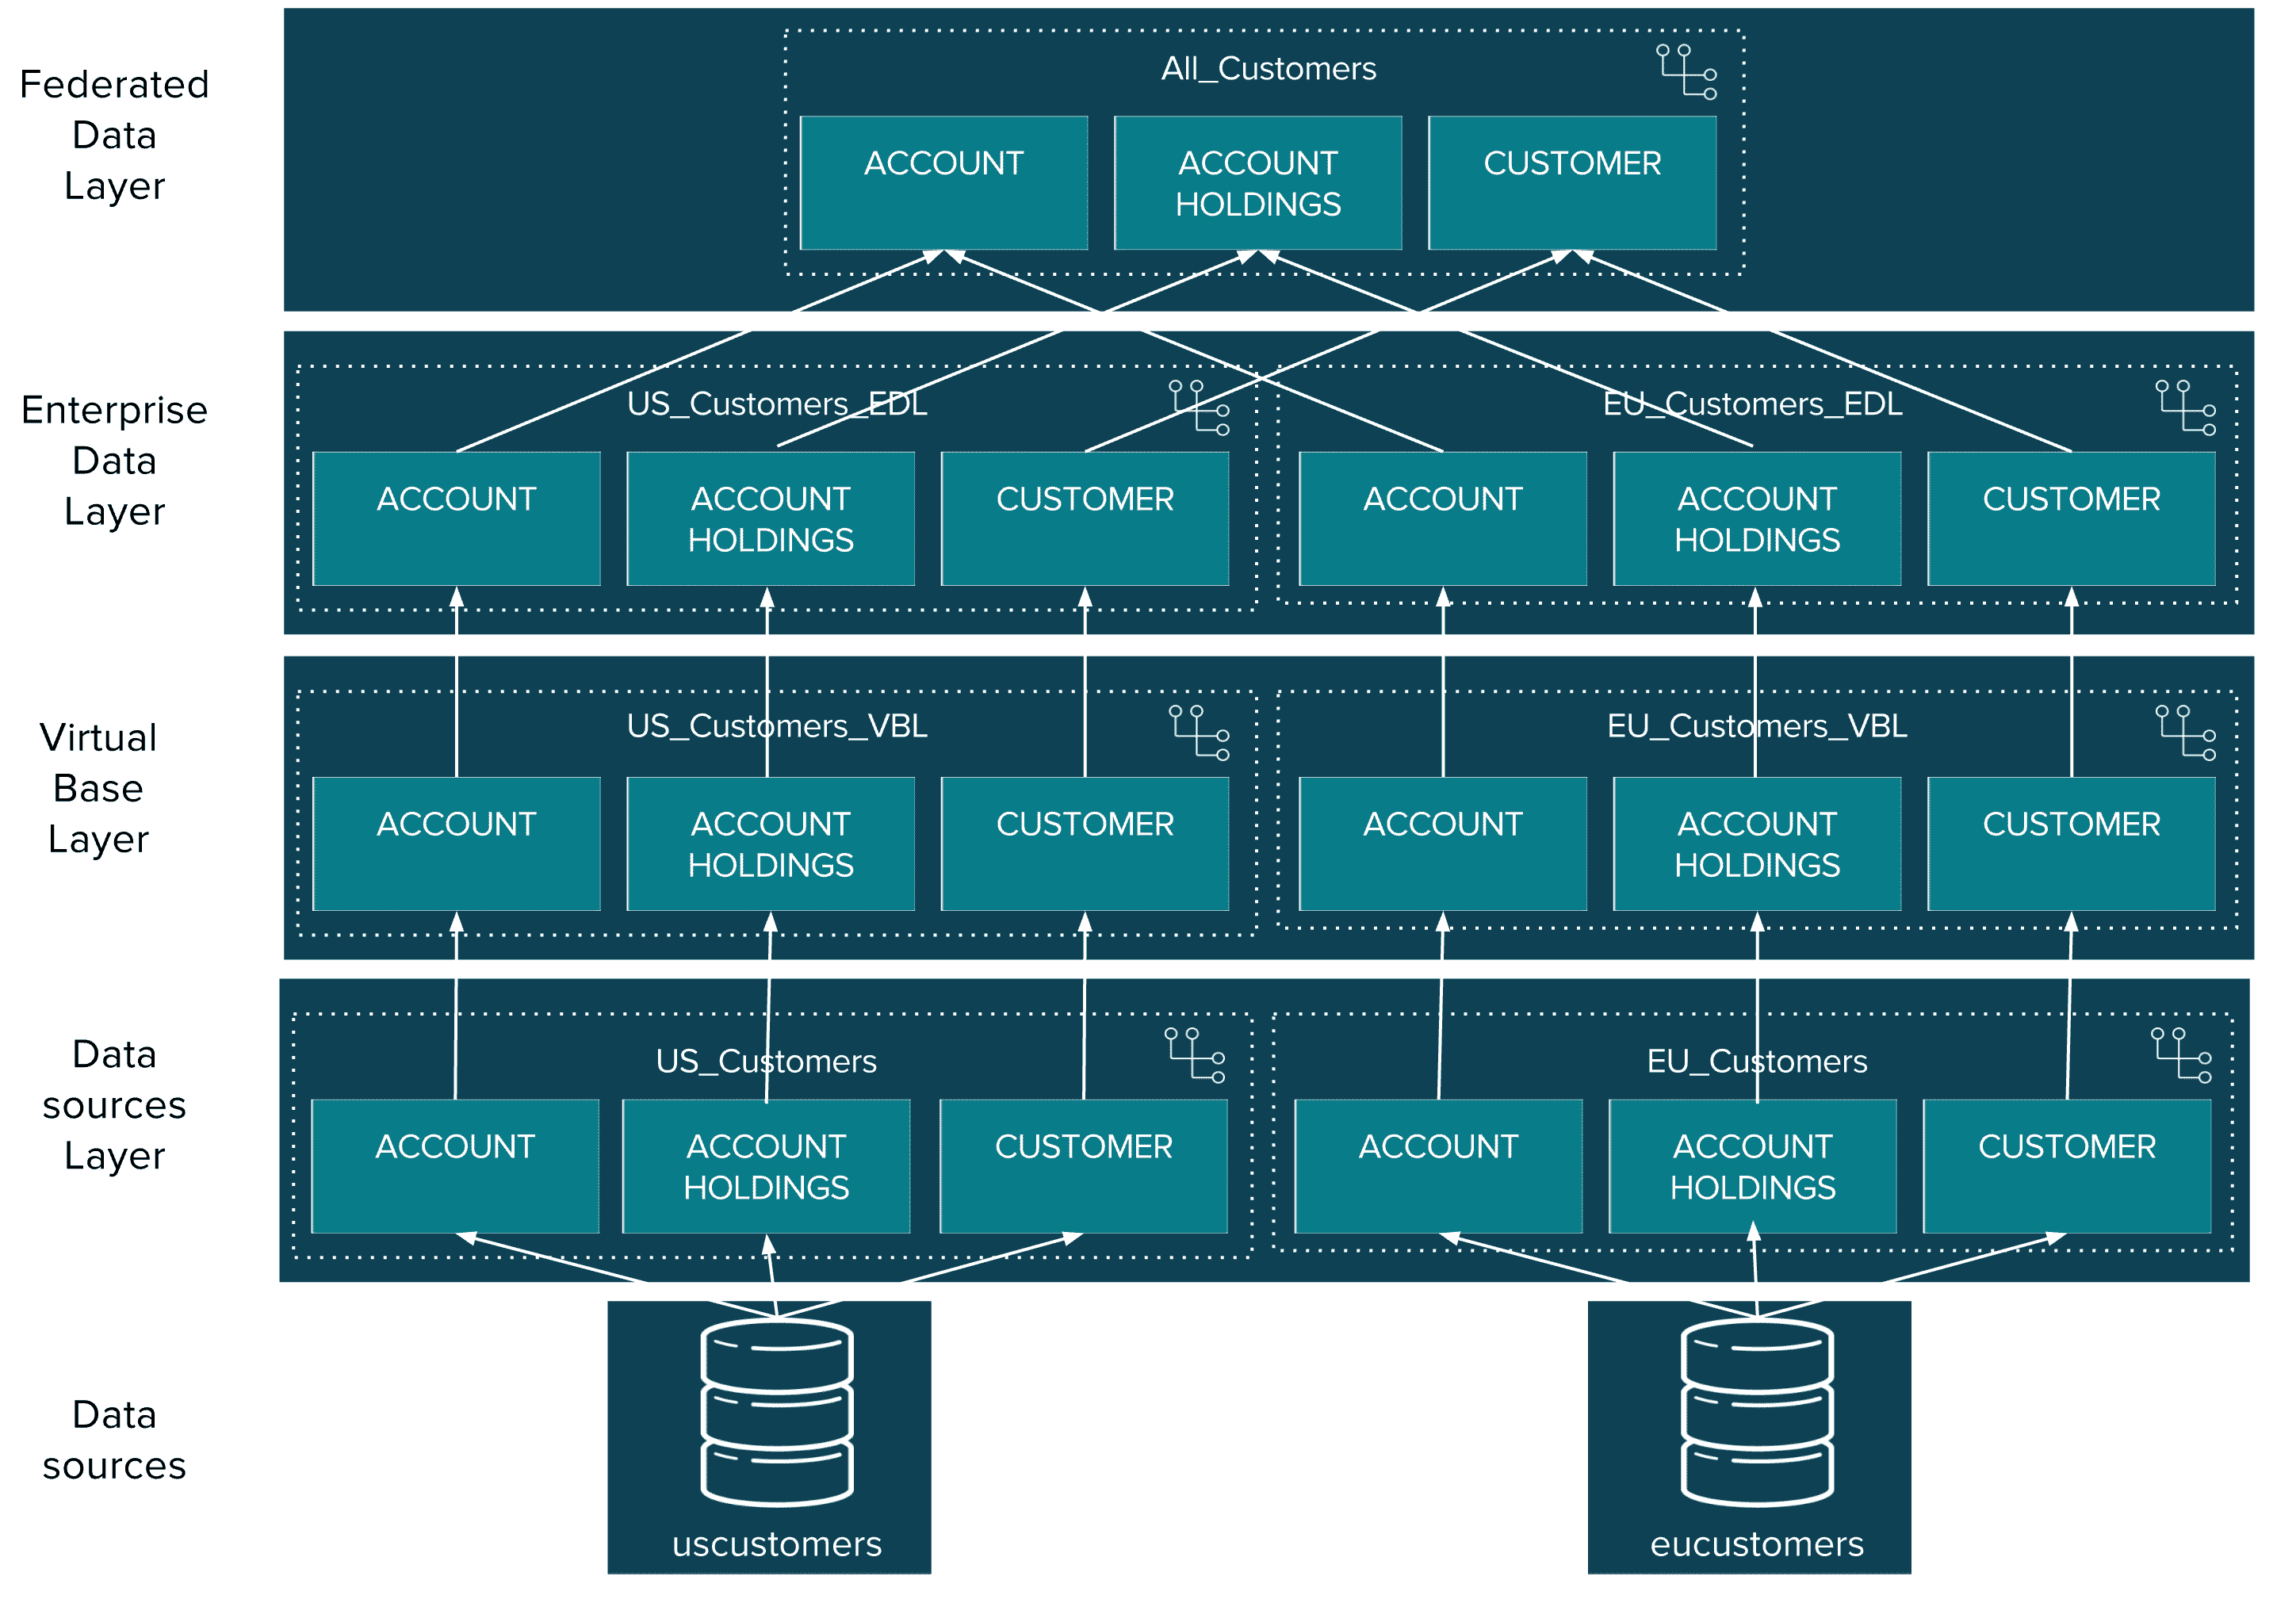 Federated
Data
Layer
All_Customers
ACCOUNT
ACCOUNT
HOLDINGS
CUSTOMER
Enterprise
Data
Layer
US_Customers_EDL
ACCOUNT
ACCOUNT
HOLDINGS
CUSTOMER
EU_Customers_EDL
ACCOUNT
ACCOUNT
HOLDINGS
CUSTOMER
Virtual
Base
Layer
US_Customers_VBL
ACCOUNT
ACCOUNT
HOLDINGS
CUSTOMER
EU_Customers_VBL
ACCOUNT
ACCOUNT
HOLDINGS
CUSTOMER
Data
sources
Layer
US_Customers
ACCOUNT
ACCOUNT
HOLDINGS
CUSTOMER
EU_Customers
ACCOUNT
ACCOUNT
HOLDINGS
CUSTOMER
Data
sources
uscustomers
eucustomers